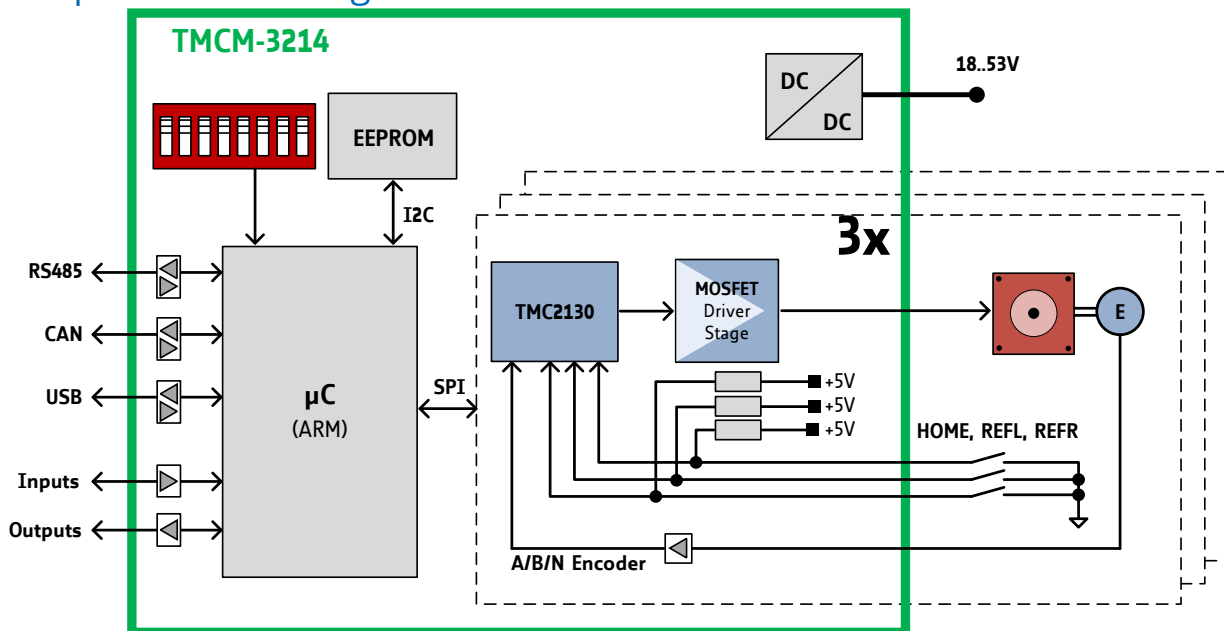 TMCM-3214
18..53V
DC
DC
EEPROM
I2C
3x
RS485
CAN
USB
Inputs
Outputs
µC
(ARM)
SPI
TMC2130
MOSFET
Driver
Stage
E
+5V
+5V
+5V
HOME, REFL, REFR
A/B/N Encoder